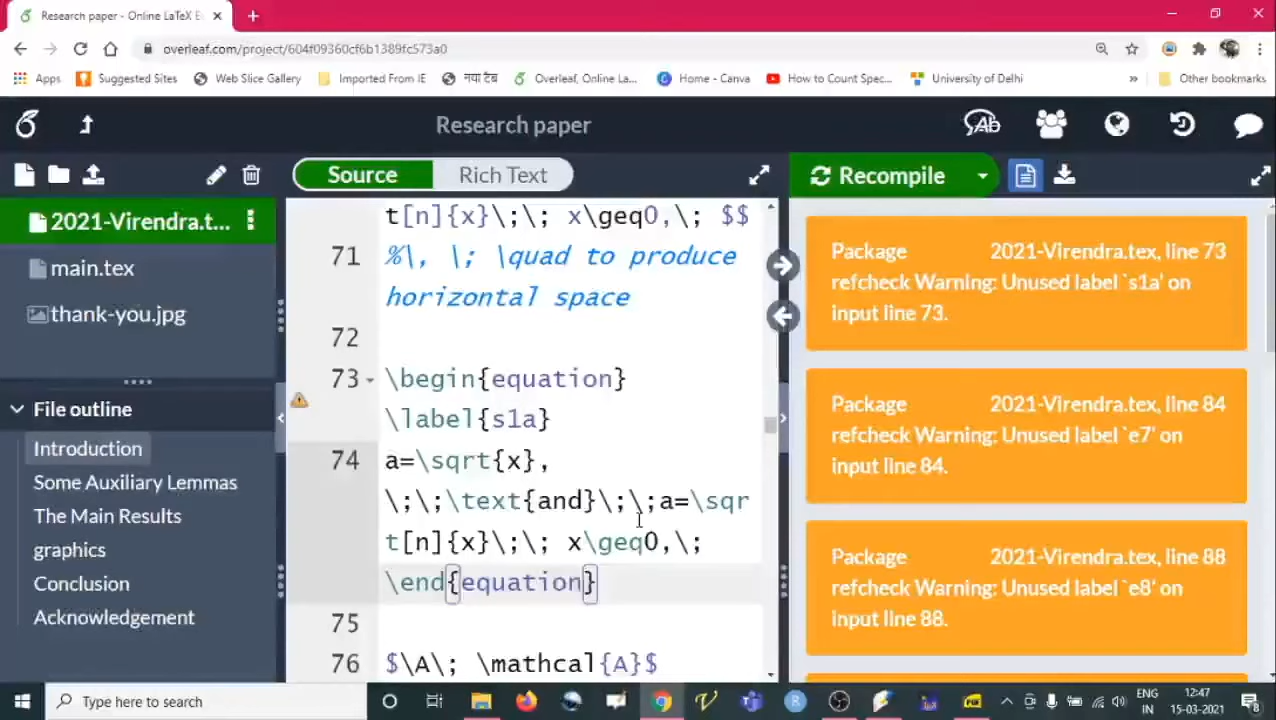 Research paper - Online LaTeX E
overleaf.com/project/604f09360cf6b1389fc573a0
Apps Suggested Sites Web Slice Gallery Imported From IE नया टैब Overleaf, Online La... Home - Canva How to Count Spec... University of Delhi » Other bookmarks
Research paper
Source Rich Text
Recompile
2021-Virendra.t...
main.tex
thank-you.jpg
File outline
Introduction
Some Auxiliary Lemmas
The Main Results
graphics
Conclusion
Acknowledgement
t[n]{x}\;\; x\geq0,\; $$
71 %\, \; \quad to produce
horizontal space
72
73 \begin{equation}
\label{s1a}
74 a=\sqrt{x},
\;\;\text{and}\;\;a=\sqr
t[n]{x}\;\; x\geq0,\;
\end{equation}
75
76 $\A\; \mathcal{A}$
Package 2021-Virendra.tex, line 73
refcheck Warning: Unused label `s1a' on
input line 73.
Package 2021-Virendra.tex, line 84
refcheck Warning: Unused label `e7' on
input line 84.
Package 2021-Virendra.tex, line 88
refcheck Warning: Unused label `e8' on
input line 88.
Type here to search
ENG
IN
12:47
15-03-2021